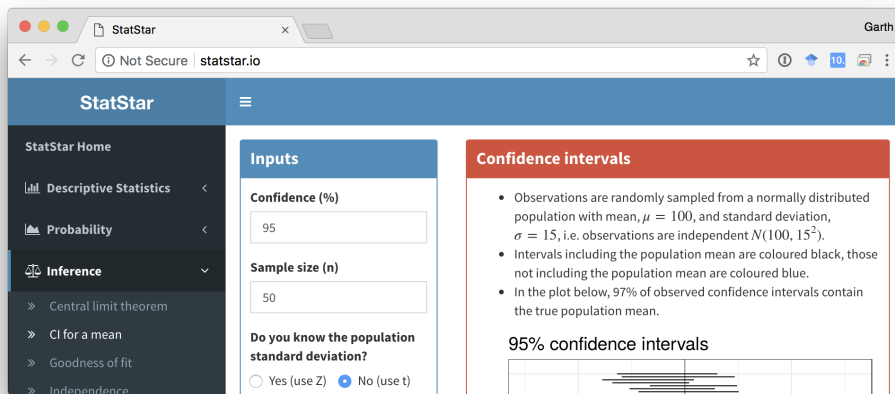 StatStar
Garth
Not Secure
statstar.io
10.
StatStar
StatStar Home
Descriptive Statistics
Probability
Inference
» Central limit theorem
» CI for a mean
» Goodness of fit
» Independence
Inputs
Confidence (%)
95
Sample size (n)
50
Do you know the population
standard deviation?
Yes (use Z) No (use t)
Confidence intervals
• Observations are randomly sampled from a normally distributed
population with mean, μ = 100, and standard deviation,
σ = 15, i.e. observations are independent N(100, 15²).
• Intervals including the population mean are coloured black, those
not including the population mean are coloured blue.
• In the plot below, 97% of observed confidence intervals contain
the true population mean.
95% confidence intervals